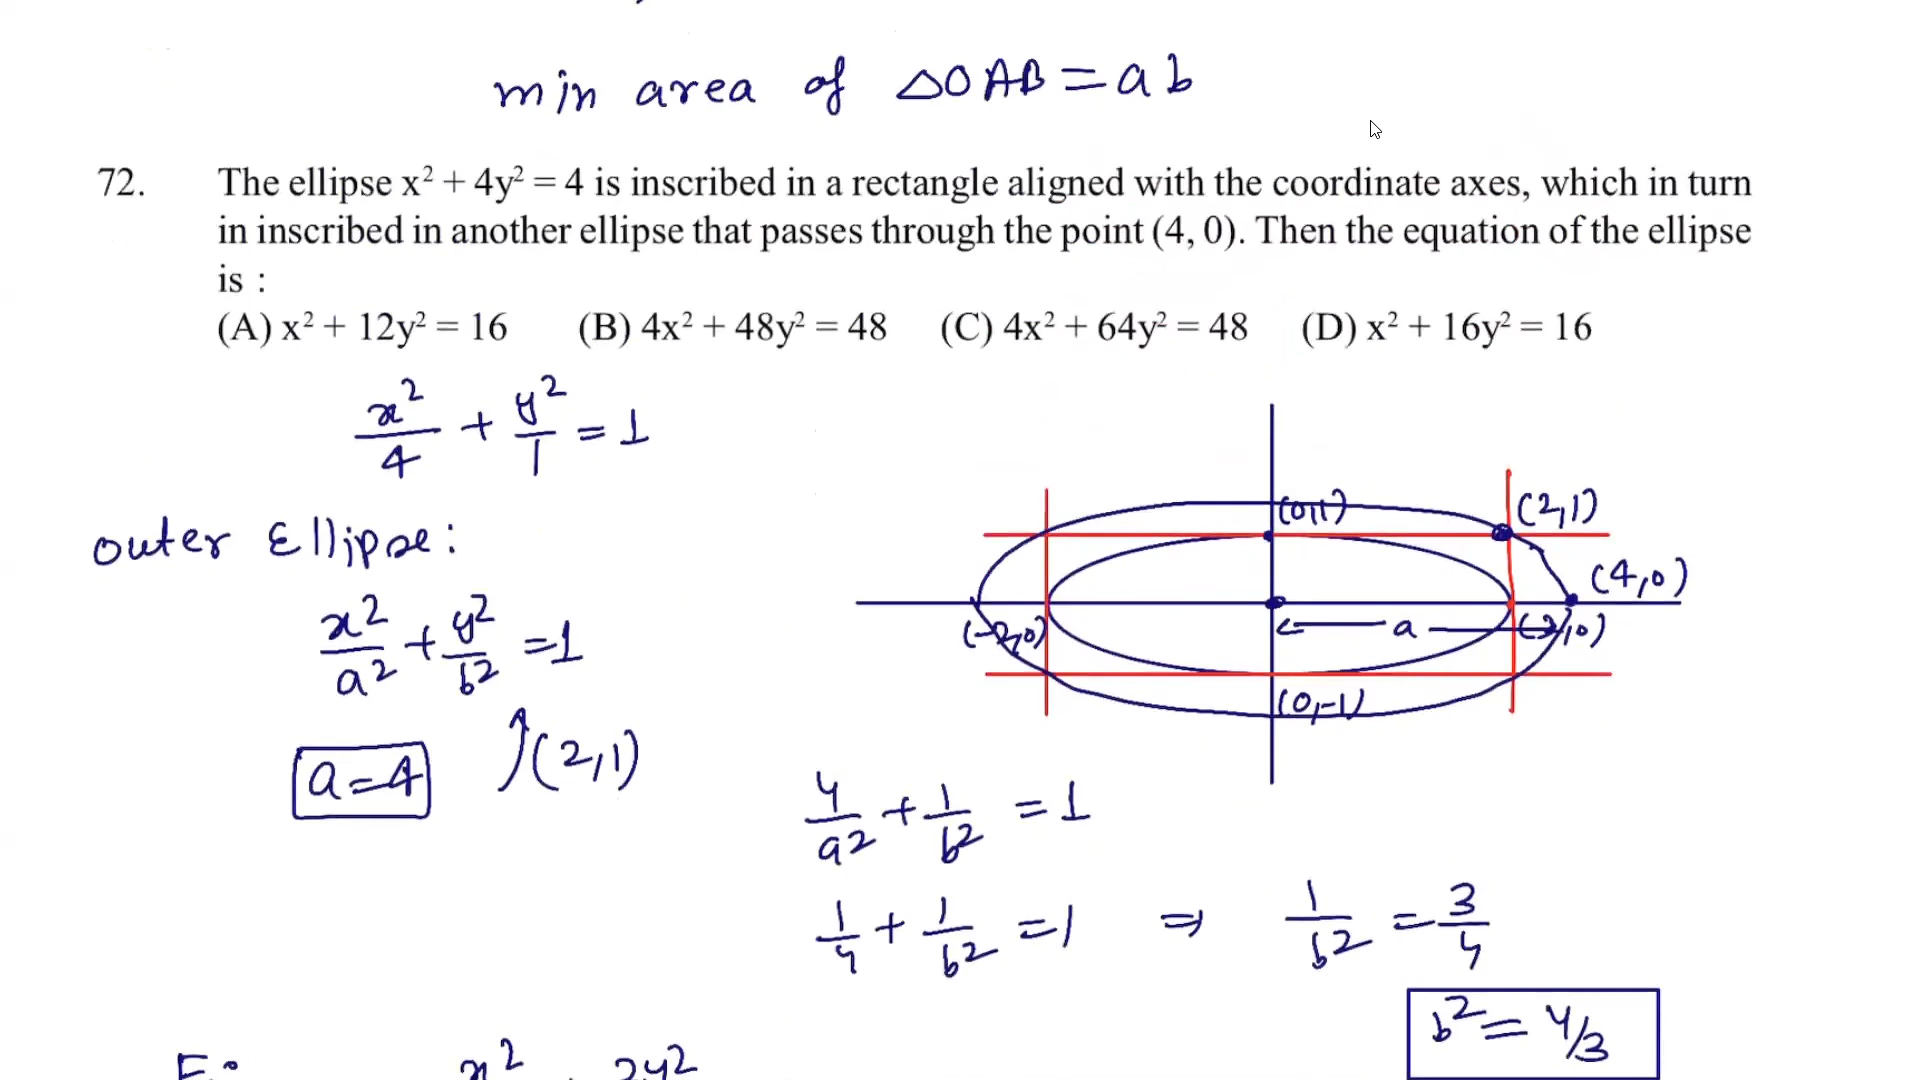 min area of △OAB = ab
72. The ellipse x² + 4y² = 4 is inscribed in a rectangle aligned with the coordinate axes, which in turn
in inscribed in another ellipse that passes through the point (4, 0). Then the equation of the ellipse
is :
(A) x² + 12y² = 16 (B) 4x² + 48y² = 48 (C) 4x² + 64y² = 48 (D) x² + 16y² = 16
x²/4 + y²/1 = 1
outer Ellipse:
x²/a² + y²/b² = 1
a=4
(2,1)
(0,1)
(2,1)
(4,0)
(-2,0)
a
(2,0)
(0,-1)
4/a² + 1/b² = 1
1/4 + 1/b² = 1 ⇒ 1/b² = 3/4
b² = 4/3